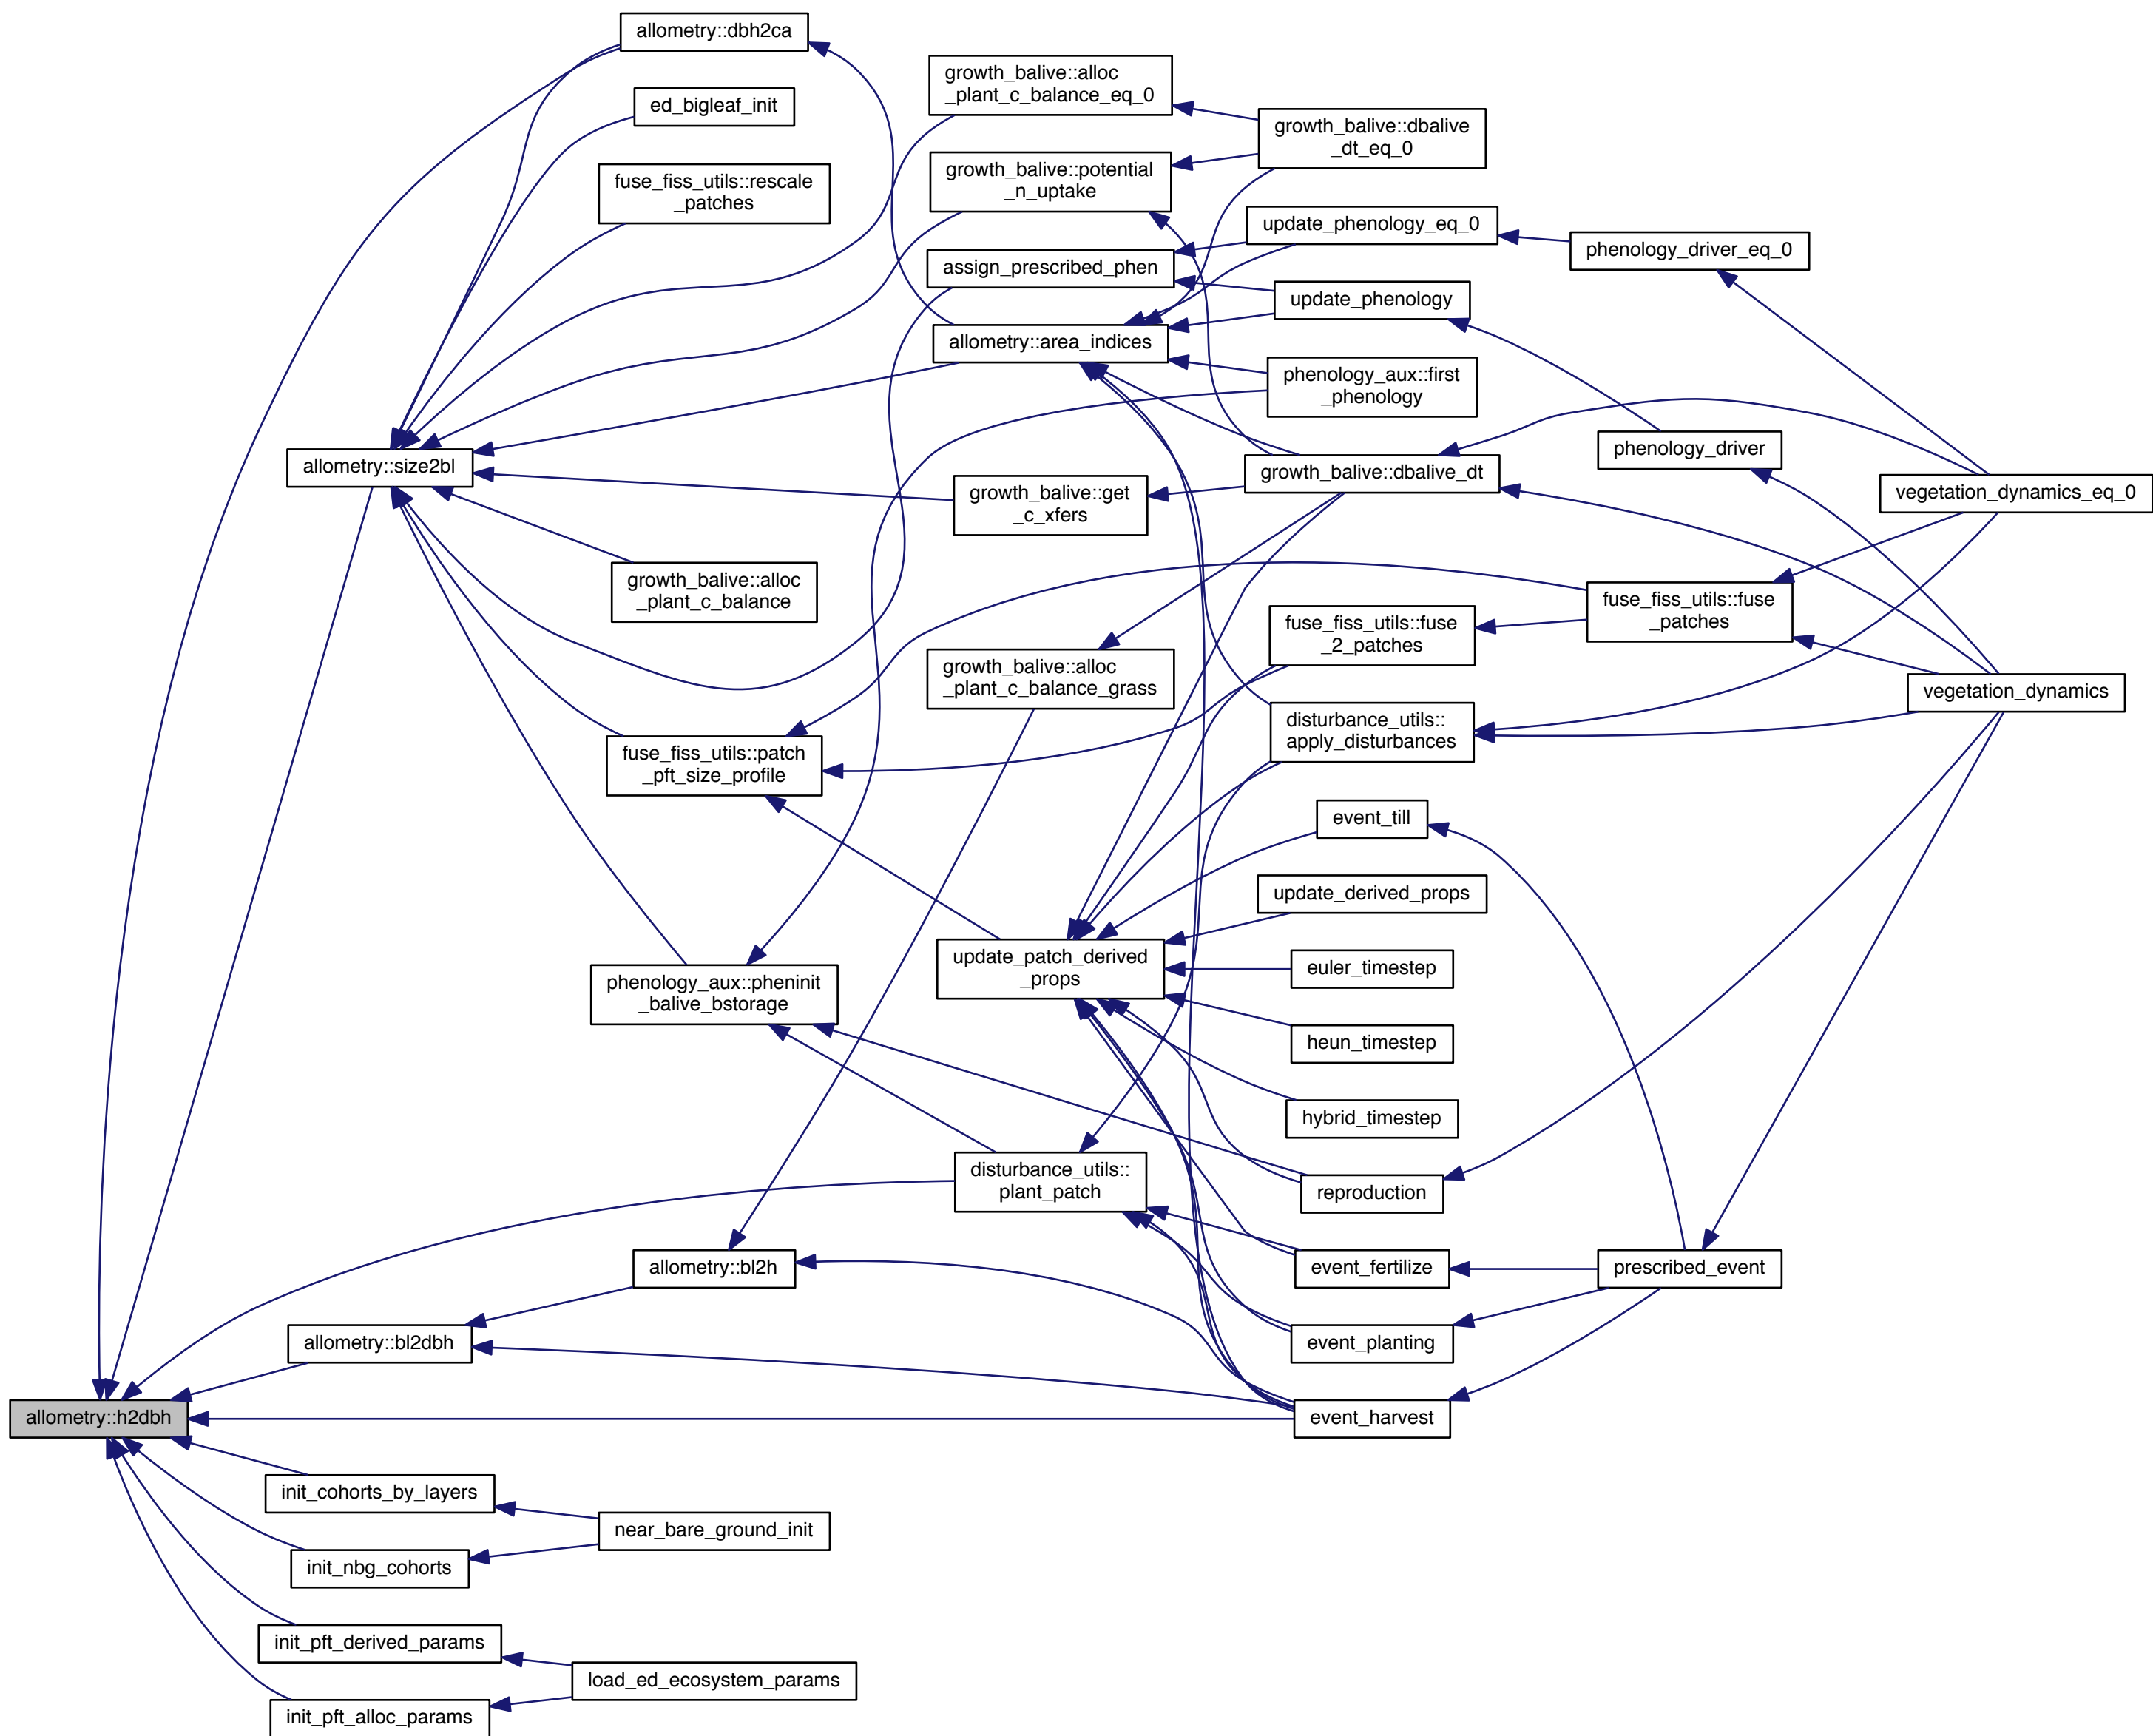 allometry::dbh2ca
ed_bigleaf_init
fuse_fiss_utils::rescale
_patches
growth_balive::alloc
_plant_c_balance_eq_0
growth_balive::potential
_n_uptake
assign_prescribed_phen
allometry::area_indices
growth_balive::dbalive
_dt_eq_0
update_phenology_eq_0
update_phenology
phenology_aux::first
_phenology
phenology_driver_eq_0
phenology_driver
allometry::size2bl
growth_balive::get
_c_xfers
growth_balive::dbalive_dt
vegetation_dynamics_eq_0
growth_balive::alloc
_plant_c_balance
fuse_fiss_utils::fuse
_2_patches
fuse_fiss_utils::fuse
_patches
growth_balive::alloc
_plant_c_balance_grass
vegetation_dynamics
fuse_fiss_utils::patch
_pft_size_profile
disturbance_utils::
apply_disturbances
event_till
update_derived_props
update_patch_derived
_props
euler_timestep
phenology_aux::pheninit
_balive_bstorage
heun_timestep
hybrid_timestep
disturbance_utils::
plant_patch
reproduction
allometry::bl2h
event_fertilize
prescribed_event
allometry::bl2dbh
event_planting
allometry::h2dbh
event_harvest
init_cohorts_by_layers
near_bare_ground_init
init_nbg_cohorts
init_pft_derived_params
load_ed_ecosystem_params
init_pft_alloc_params